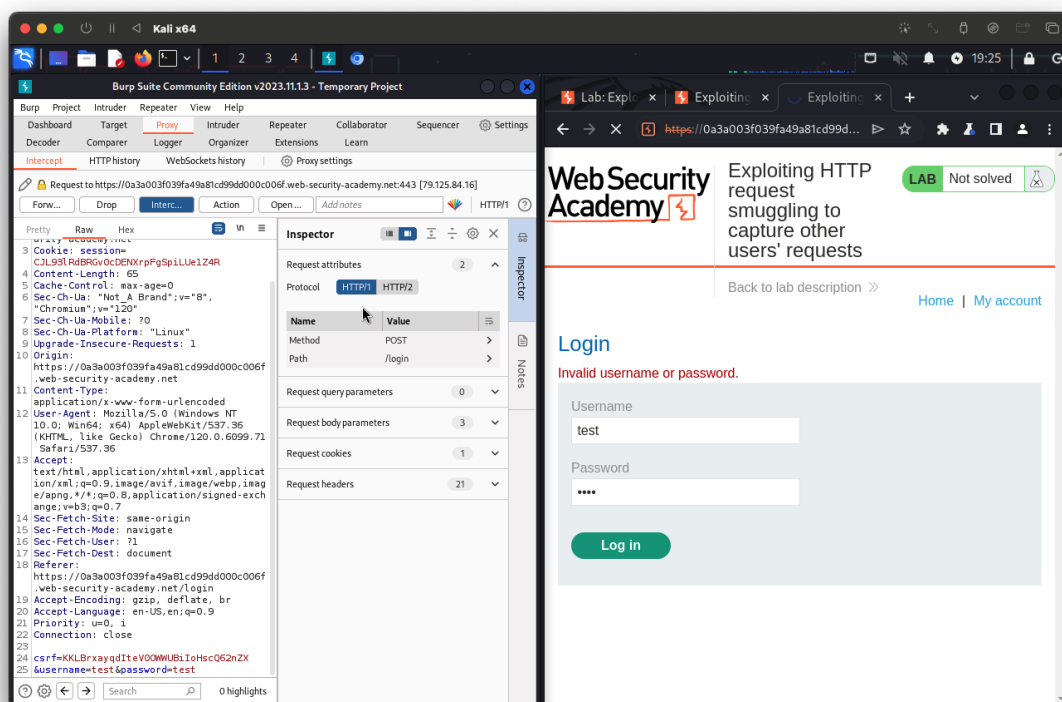 Kali x64
1 2 3 4
19:25
Burp Suite Community Edition v2023.11.1.3 - Temporary Project
Burp Project Intruder Repeater View Help
Dashboard Target Proxy Intruder Repeater Collaborator Sequencer Settings
Decoder Comparer Logger Organizer Extensions Learn
Intercept HTTP history WebSockets history Proxy settings
Request to https://0a3a003f039fa49a81cd99dd000c006f.web-security-academy.net:443 [79.125.84.16]
Forw... Drop Interc... Action Open ... Add notes HTTP/1
Pretty Raw Hex \n
urity-academy.net
3 Cookie: session=
CJL93lRdBRGvOcDENXrpFgSpiLUelZ4R
4 Content-Length: 65
5 Cache-Control: max-age=0
6 Sec-Ch-Ua: "Not_A Brand";v="8",
"Chromium";v="120"
7 Sec-Ch-Ua-Mobile: ?0
8 Sec-Ch-Ua-Platform: "Linux"
9 Upgrade-Insecure-Requests: 1
10 Origin:
https://0a3a003f039fa49a81cd99dd000c006f
.web-security-academy.net
11 Content-Type:
application/x-www-form-urlencoded
12 User-Agent: Mozilla/5.0 (Windows NT
10.0; Win64; x64) AppleWebKit/537.36
(KHTML, like Gecko) Chrome/120.0.6099.71
Safari/537.36
13 Accept:
text/html,application/xhtml+xml,applicat
ion/xml;q=0.9,image/avif,image/webp,imag
e/apng,*/*;q=0.8,application/signed-exch
ange;v=b3;q=0.7
14 Sec-Fetch-Site: same-origin
15 Sec-Fetch-Mode: navigate
16 Sec-Fetch-User: ?1
17 Sec-Fetch-Dest: document
18 Referer:
https://0a3a003f039fa49a81cd99dd000c006f
.web-security-academy.net/login
19 Accept-Encoding: gzip, deflate, br
20 Accept-Language: en-US,en;q=0.9
21 Priority: u=0, i
22 Connection: close
23
24 csrf=KKLBrxayqdIteV0OWWUBiIoHscQ62nZX
25 &username=test&password=test
Search 0 highlights
Inspector
Request attributes 2
Protocol HTTP/1 HTTP/2
Name Value
Method POST
Path /login
Request query parameters 0
Request body parameters 3
Request cookies 1
Request headers 21
Inspector
Notes
Lab: Explo Exploiting Exploiting
https://0a3a003f039fa49a81cd99d...
Web Security
Academy
Exploiting HTTP
request
smuggling to
capture other
users' requests
LAB Not solved
Back to lab description
Home | My account
Login
Invalid username or password.
Username
test
Password
••••
Log in